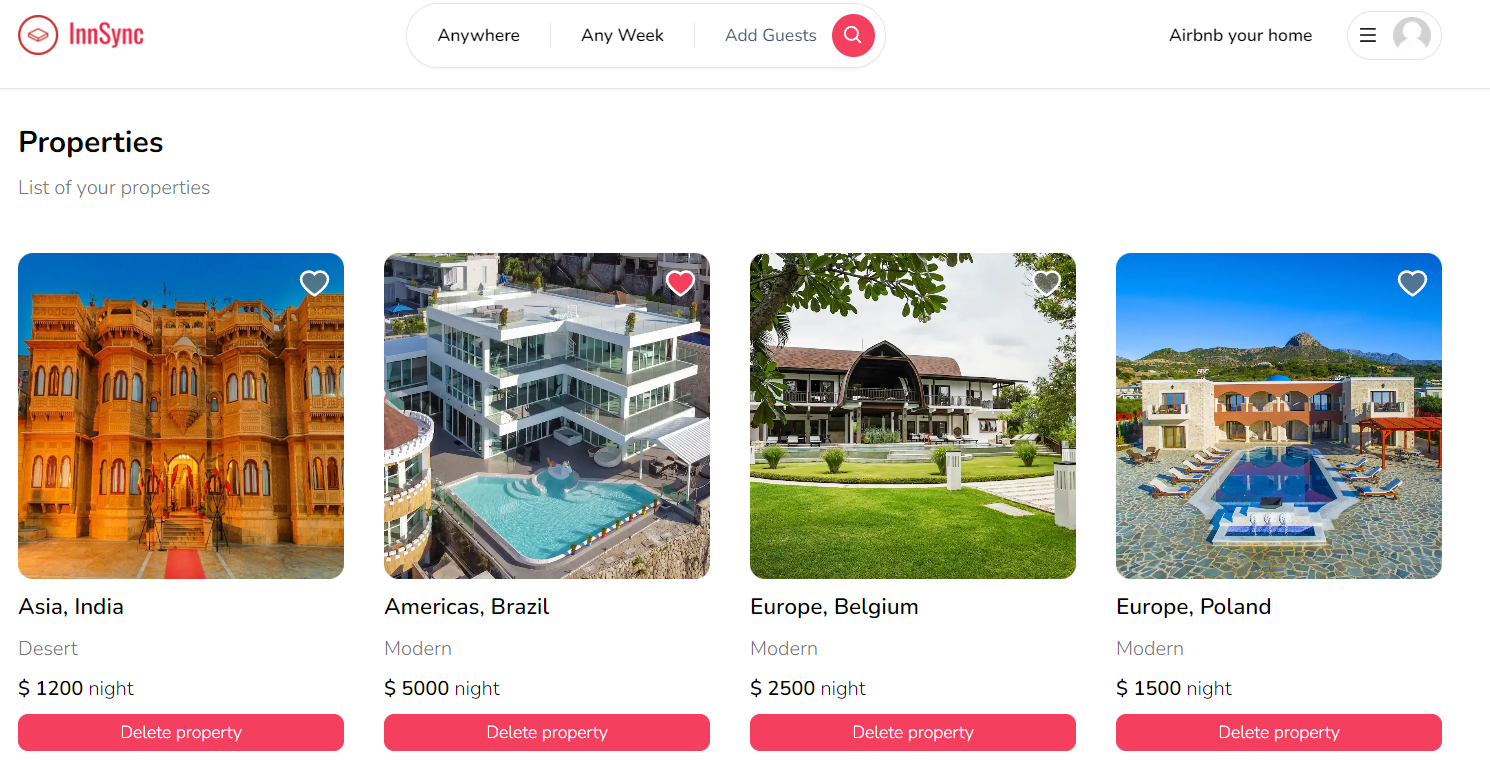 InnSync
Anywhere
Any Week
Add Guests
Airbnb your home
Properties
List of your properties
Asia, India
Desert
$ 1200 night
Delete property
Americas, Brazil
Modern
$ 5000 night
Delete property
Europe, Belgium
Modern
$ 2500 night
Delete property
Europe, Poland
Modern
$ 1500 night
Delete property